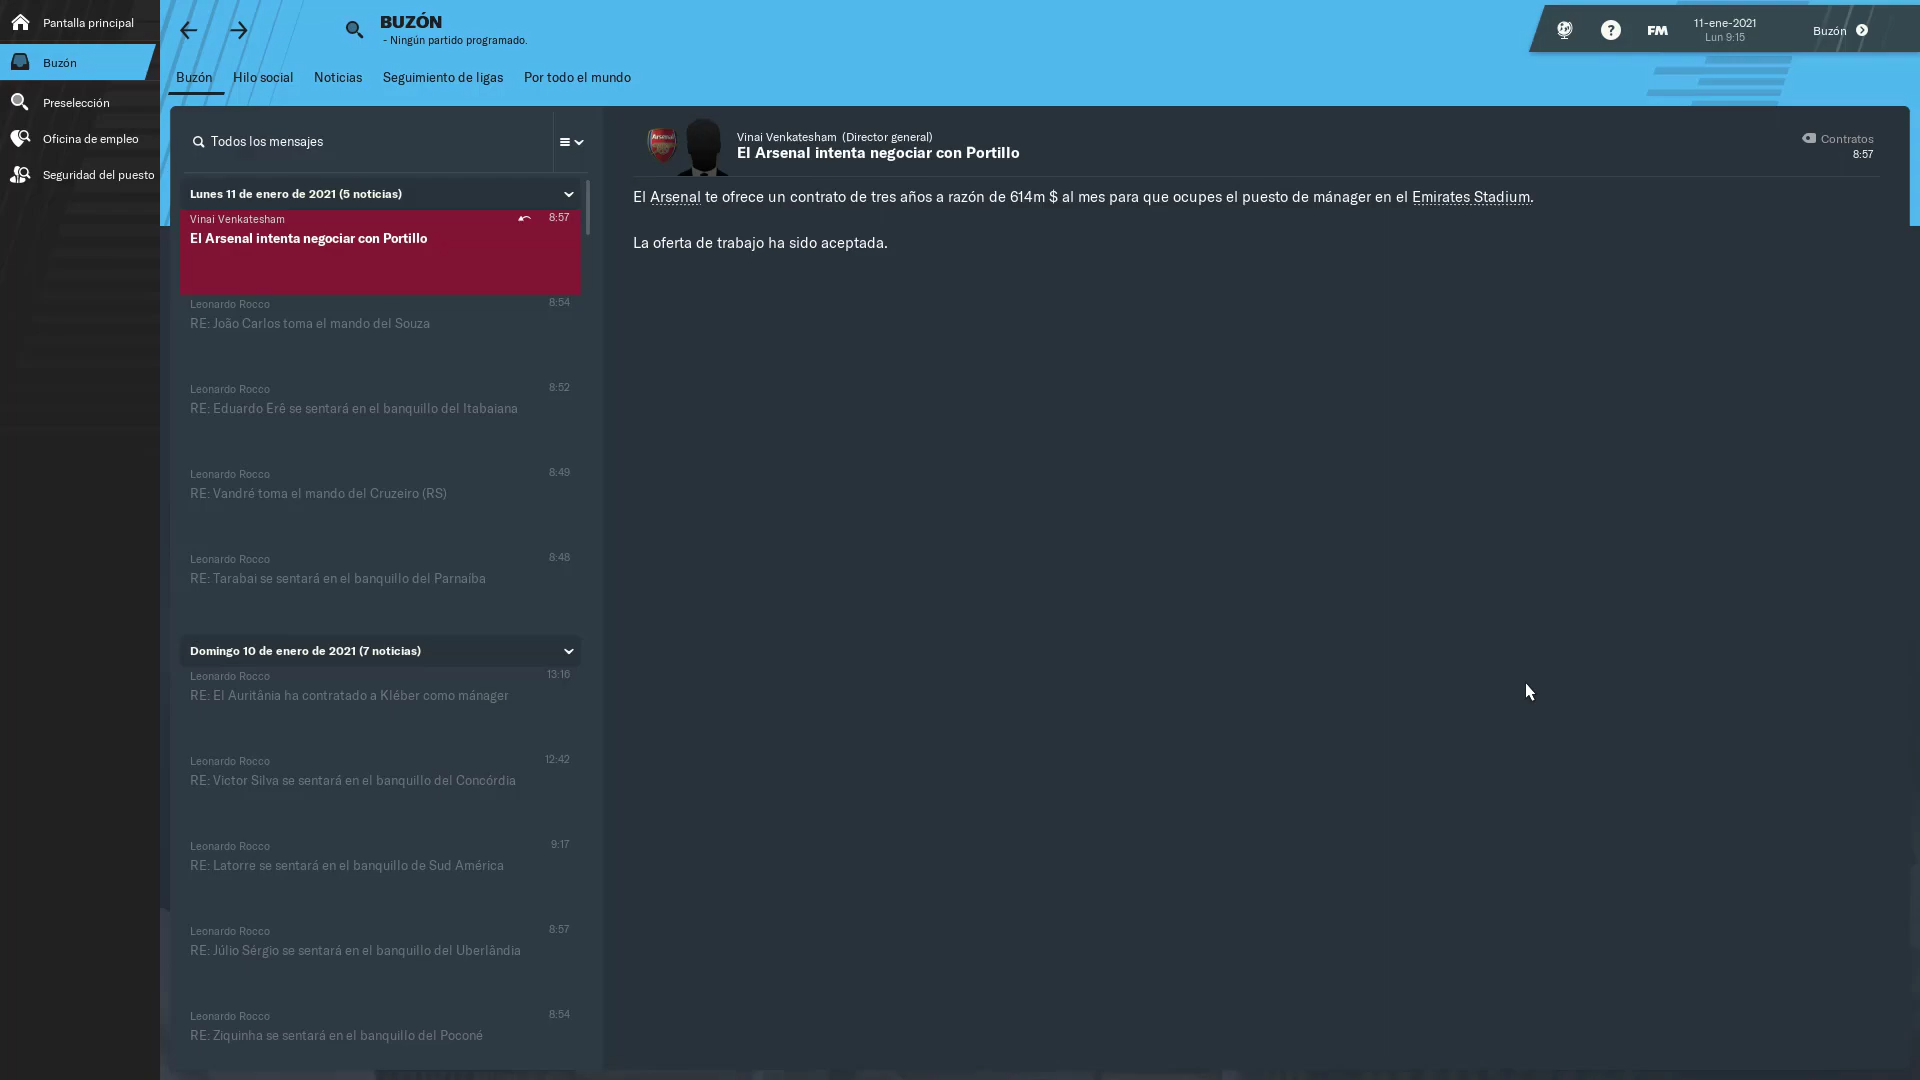 Pantalla principal
Buzón
Preselección
Oficina de empleo
Seguridad del puesto
BUZÓN
- Ningún partido programado.
FM
11-ene-2021
Lun 9:15
Buzón
Buzón
Hilo social
Noticias
Seguimiento de ligas
Por todo el mundo
Todos los mensajes
Lunes 11 de enero de 2021 (5 noticias)
Vinai Venkatesham
8:57
El Arsenal intenta negociar con Portillo
Leonardo Rocco
8:54
RE: João Carlos toma el mando del Souza
Leonardo Rocco
8:52
RE: Eduardo Erê se sentará en el banquillo del Itabaiana
Leonardo Rocco
8:49
RE: Vandré toma el mando del Cruzeiro (RS)
Leonardo Rocco
8:48
RE: Tarabai se sentará en el banquillo del Parnaíba
Domingo 10 de enero de 2021 (7 noticias)
Leonardo Rocco
13:16
RE: El Auritânia ha contratado a Kléber como mánager
Leonardo Rocco
12:42
RE: Victor Silva se sentará en el banquillo del Concórdia
Leonardo Rocco
9:17
RE: Latorre se sentará en el banquillo de Sud América
Leonardo Rocco
8:57
RE: Júlio Sérgio se sentará en el banquillo del Uberlândia
Leonardo Rocco
8:54
RE: Ziquinha se sentará en el banquillo del Poconé
Arsenal
Vinai Venkatesham (Director general)
El Arsenal intenta negociar con Portillo
Contratos
8:57
El Arsenal te ofrece un contrato de tres años a razón de 614m $ al mes para que ocupes el puesto de mánager en el Emirates Stadium.
La oferta de trabajo ha sido aceptada.